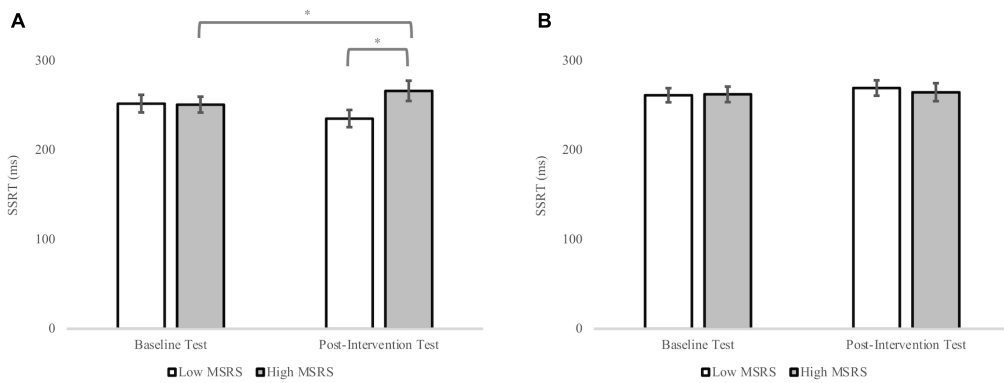 A
*
*
300
200
100
0
SSRT (ms)
Baseline Test
Post-Intervention Test
Low MSRS
High MSRS
B
300
200
100
0
SSRT (ms)
Baseline Test
Post-Intervention Test
Low MSRS
High MSRS